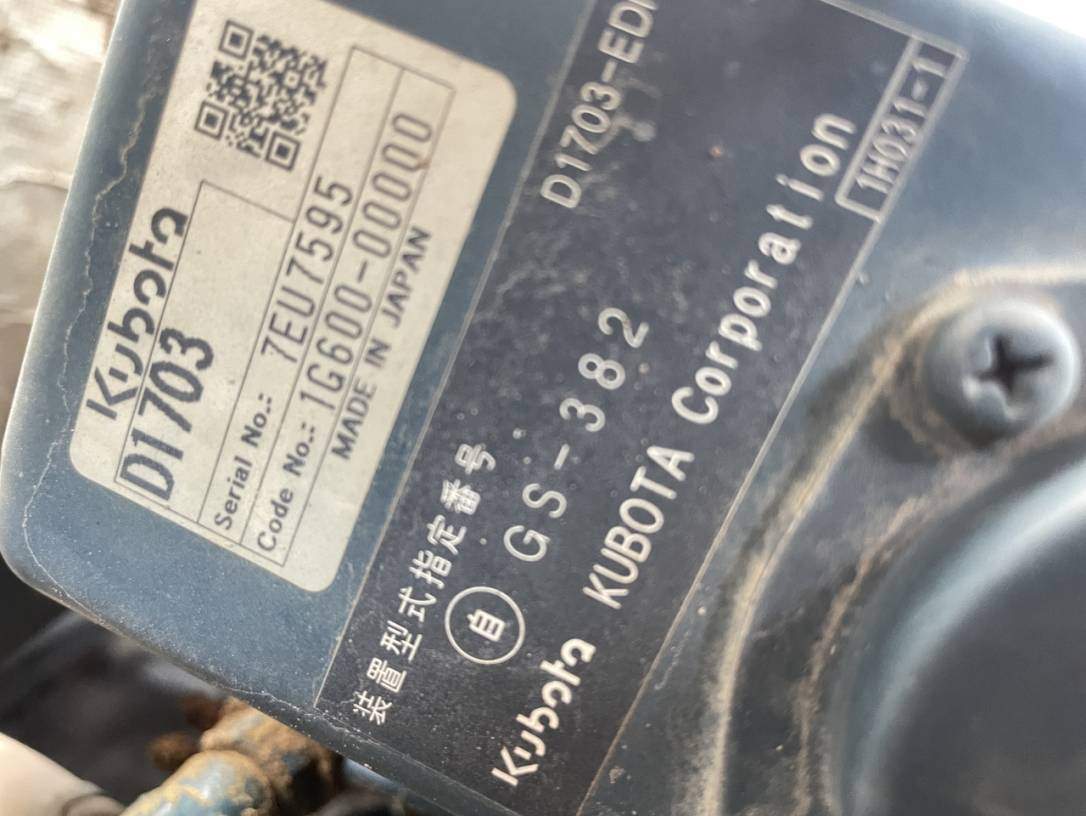 Kubota
D1703
Serial No.: 7EU7595
Code No.: 1G600-00000
MADE IN JAPAN
D1703-EDI
装置型式指定番号
自 GS-382
Kubota KUBOTA Corporation
1H031-1